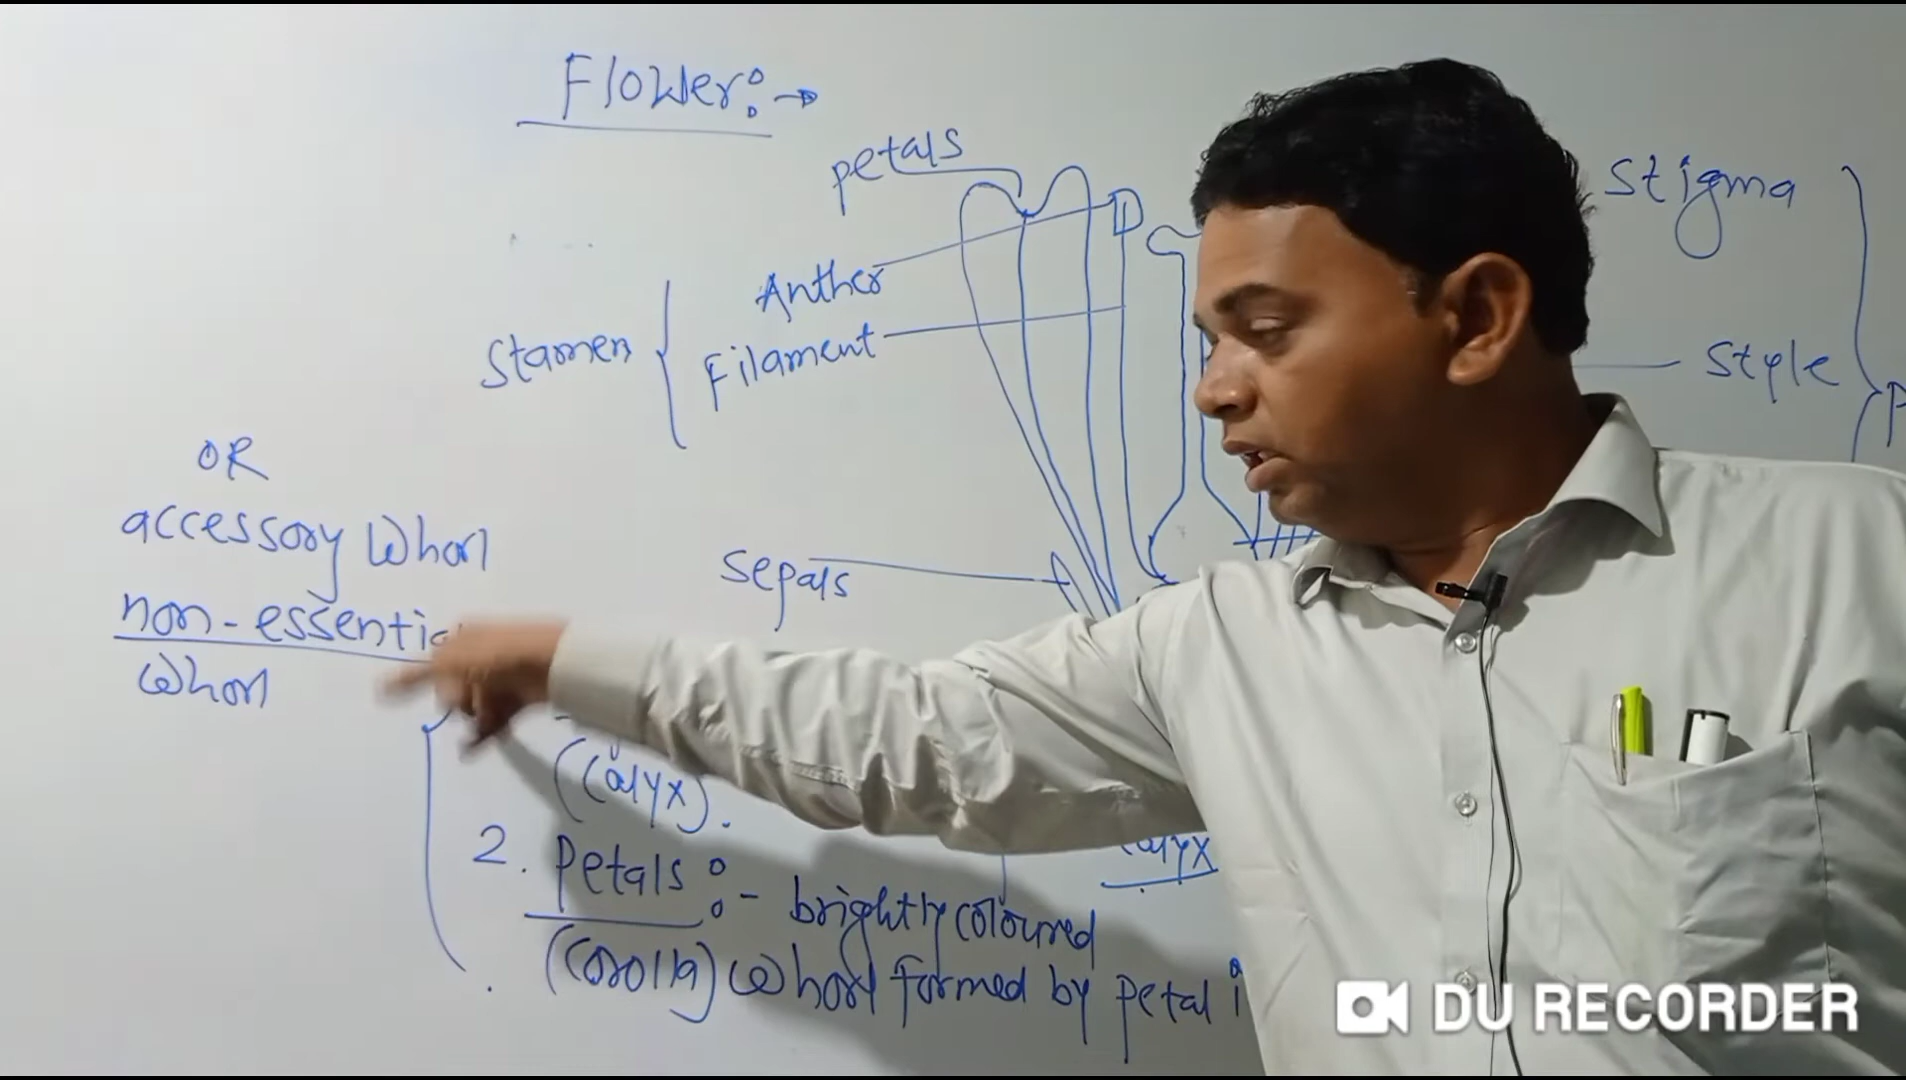 Flower:→
petals
Stigma
Anther
Stamen
Filament
Style
P
OR
accessory whorl
Sepals
non-essentia
whorl
(Calyx).
Calyx
2. Petals :- brightly coloured
(Corolla) whorl formed by petal i
DU RECORDER